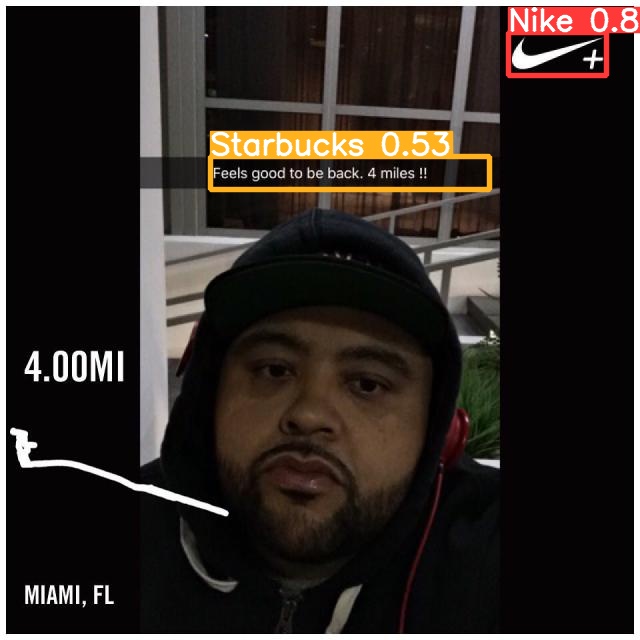 Nike 0.8
Starbucks 0.53
Feels good to be back. 4 miles !!
4.00MI
MIAMI, FL